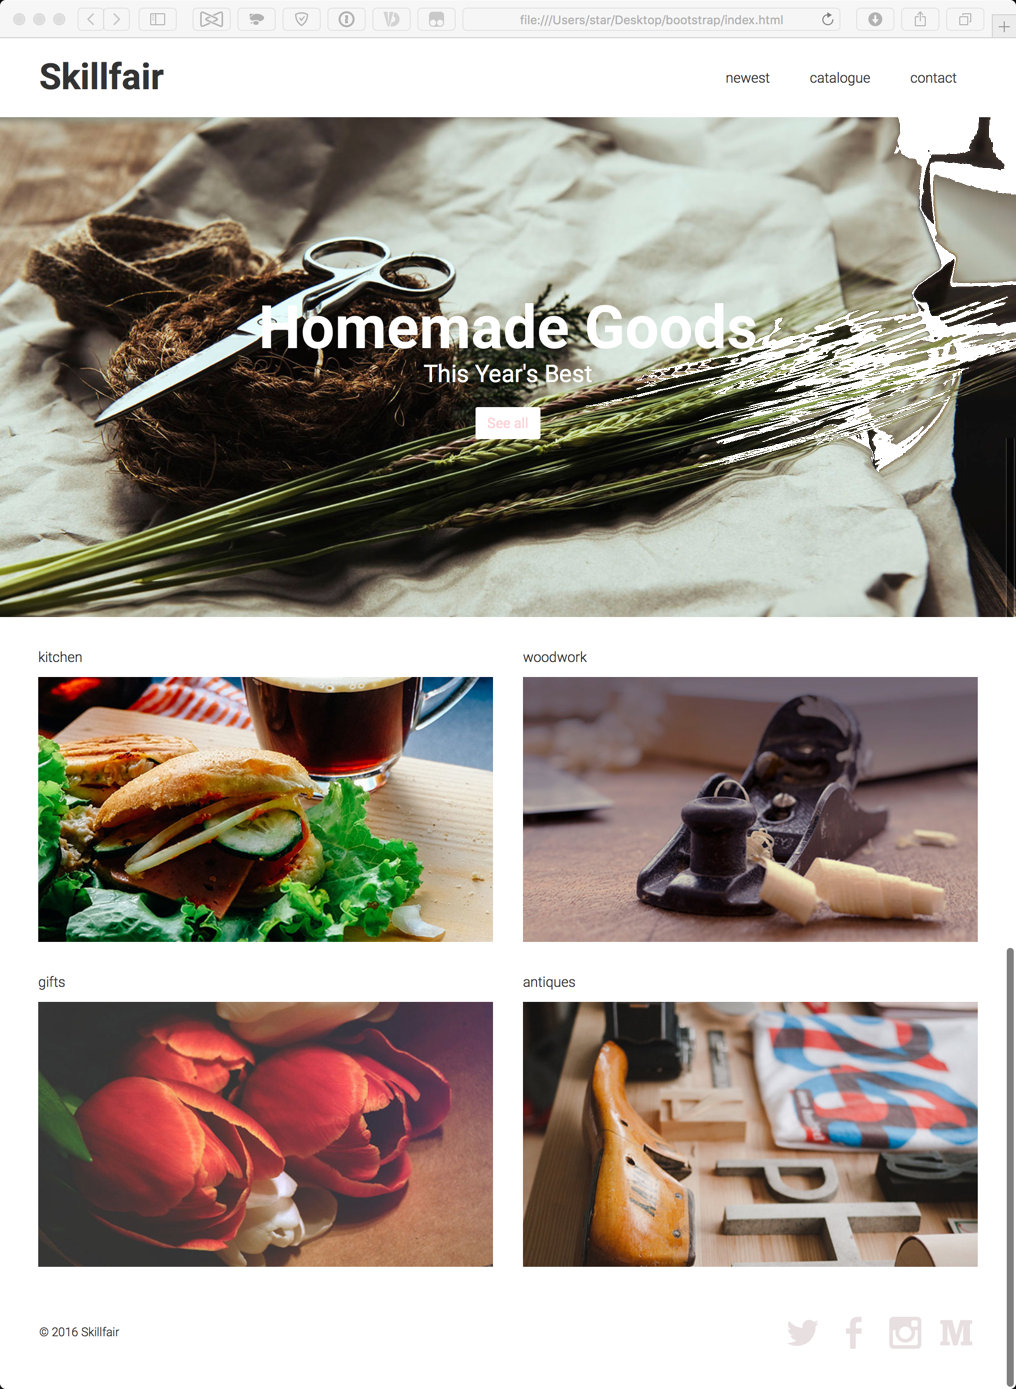 file:///Users/star/Desktop/bootstrap/index.html
Skillfair
newest catalogue contact
Homemade Goods
This Year's Best
See all
kitchen
woodwork
gifts
antiques
© 2016 Skillfair